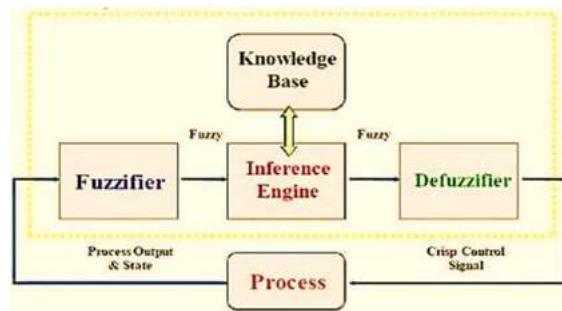 Knowledge
Base
Fuzzy
Fuzzy
Fuzzifier
Inference
Engine
Defuzzifier
Process Output
& State
Crisp Control
Signal
Process